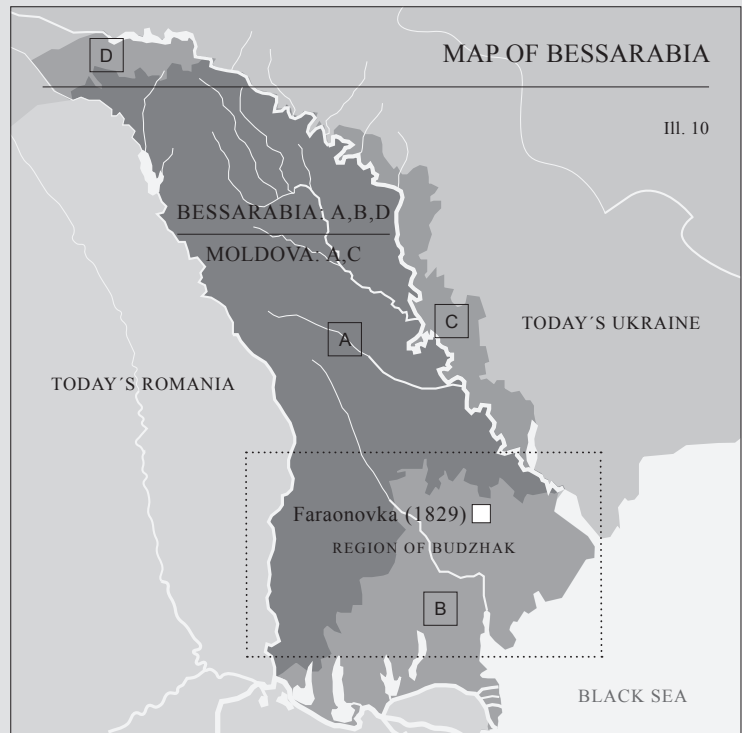 D
MAP OF BESSARABIA
Ill. 10
BESSARABIA: A,B,D
MOLDOVA: A,C
C
TODAY´S UKRAINE
A
TODAY´S ROMANIA
Faraonovka (1829)
REGION OF BUDZHAK
B
BLACK SEA